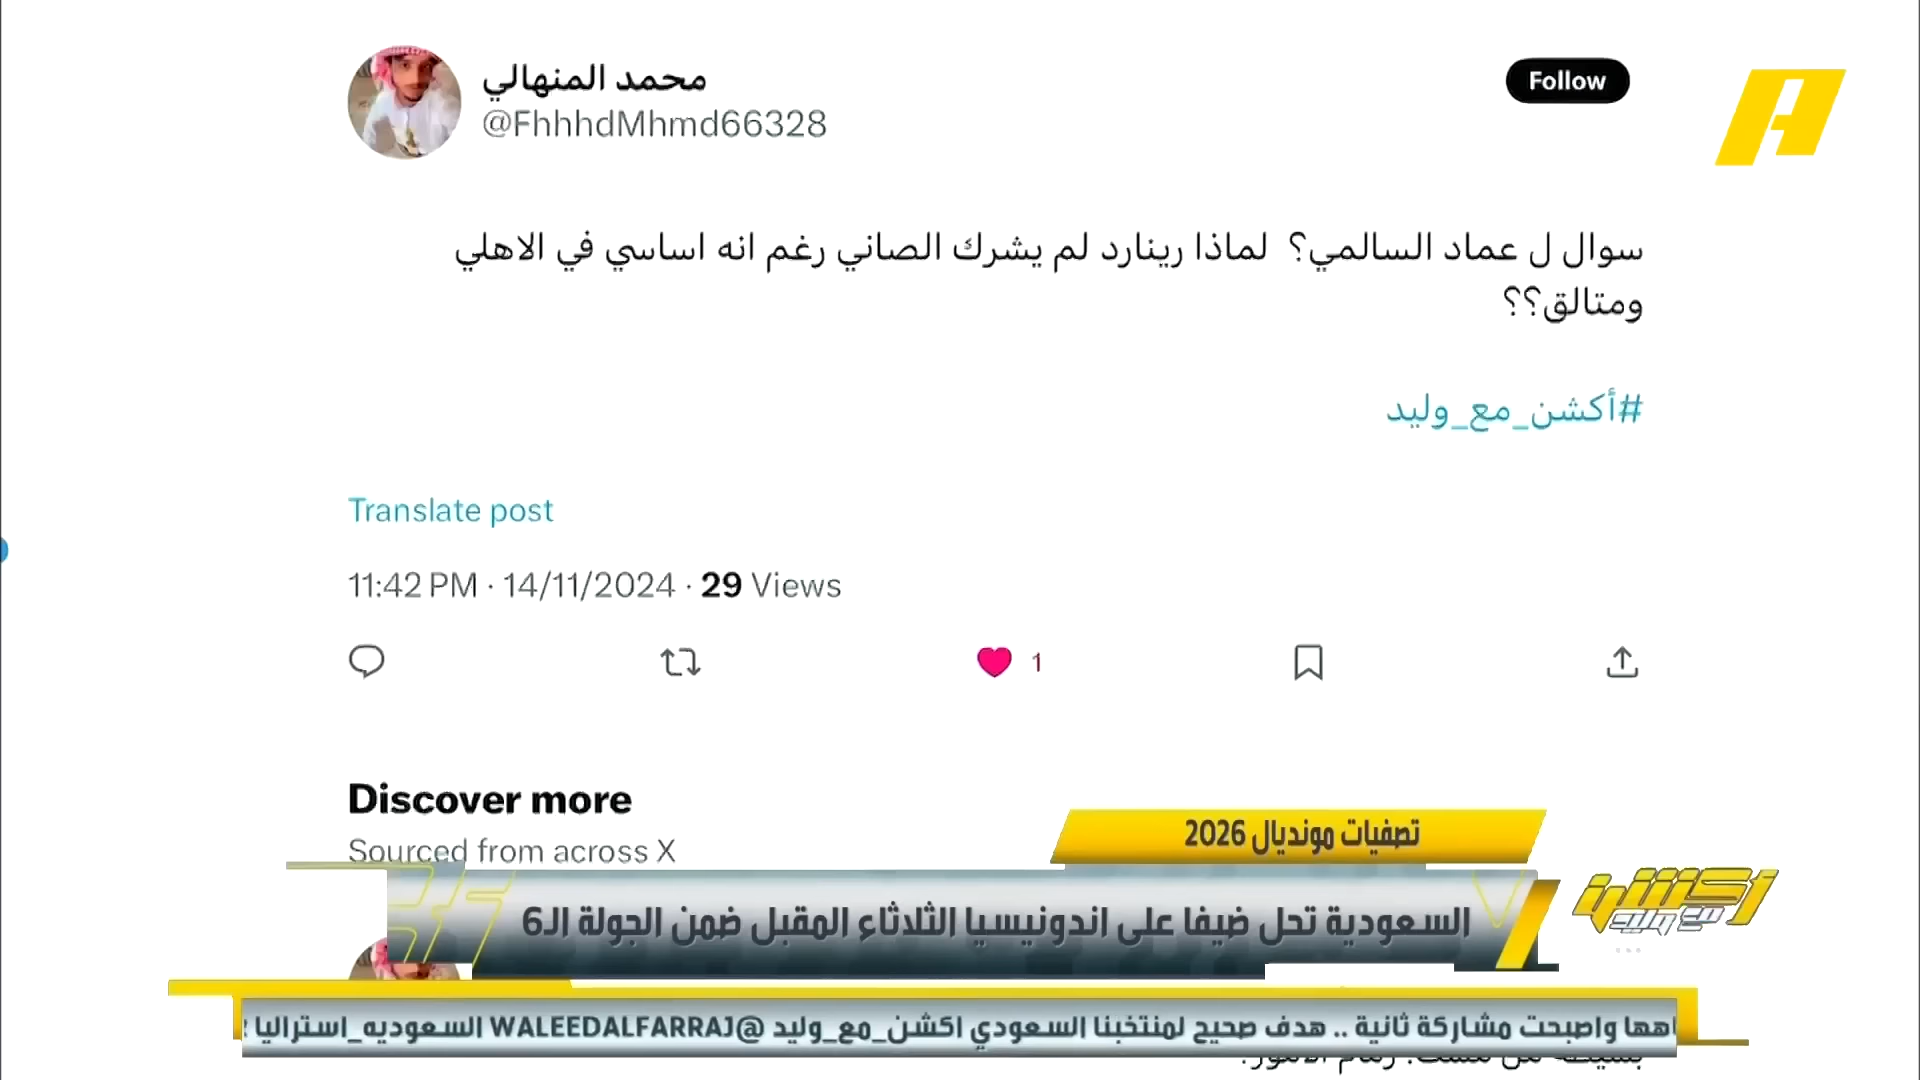 محمد المنهالي
@FhhhdMhmd66328
Follow
A
سوال ل عماد السالمي؟ لماذا رينارد لم يشرك الصاني رغم انه اساسي في الاهلي
ومتالق؟؟
#أكشن_مع_وليد
Translate post
11:42 PM · 14/11/2024 · 29 Views
1
Discover more
Sourced from across X
تصفيات مونديال 2026
السعودية تحل ضيفا على اندونيسيا الثلاثاء المقبل ضمن الجولة الـ6
أكشن مع وليد
واصبحت مشاركة ثانية .. هدف صحيح لمنتخبنا السعودي اكشن_مع_وليد @WALEEDALFARRAJ السعوديه_استراليا